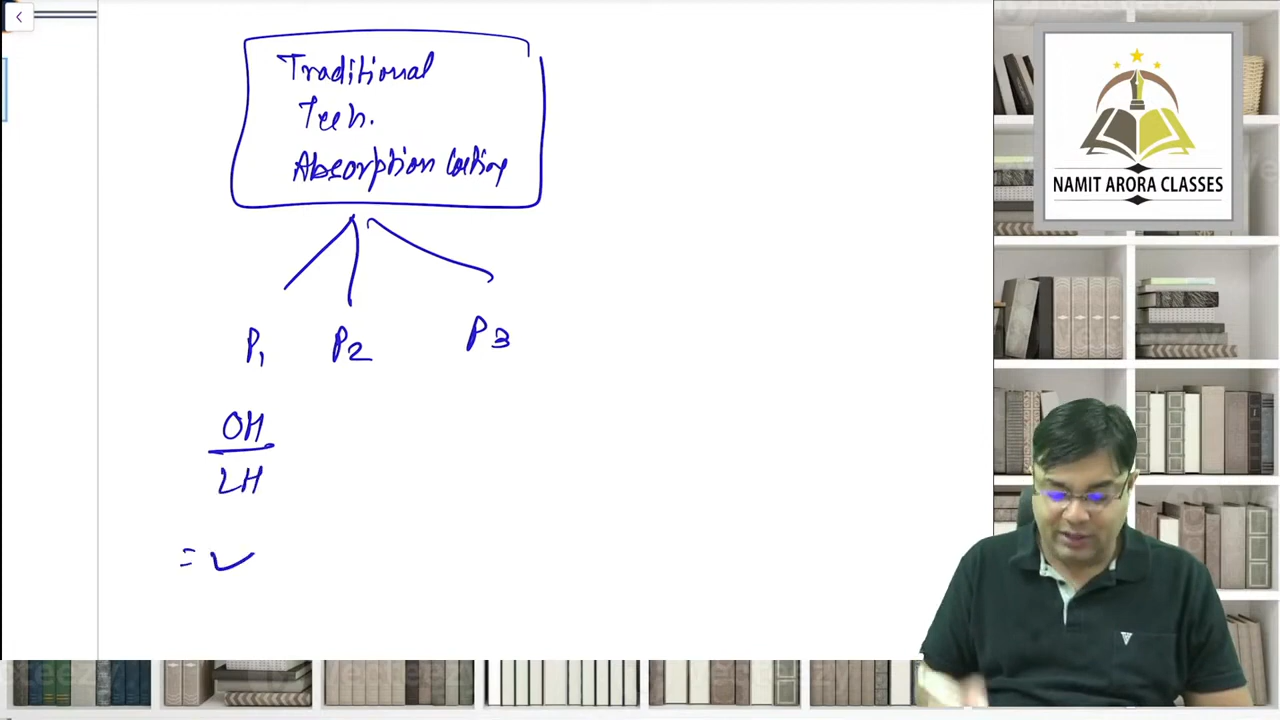 Traditional
Tech.
Absorption Costing
P1 P2 P3
OH
LH
=
NAMIT ARORA CLASSES